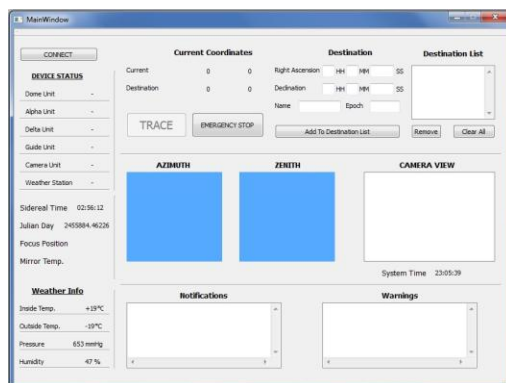 MainWindow
CONNECT
DEVICE STATUS
Dome Unit -
Alpha Unit -
Delta Unit -
Guide Unit -
Camera Unit -
Weather Station -
Sidereal Time 02:56:12
Julian Day 2455884.46226
Focus Position
Mirror Temp.
Weather Info
Inside Temp. +19°C
Outside Temp. -19°C
Pressure 653 mmHg
Humidity 47 %
Current Coordinates
Current 0 0
Destination 0 0
TRACE EMERGENCY STOP
Destination
Right Ascension HH MM SS
Declination HH MM SS
Name Epoch
Add To Destination List
Destination List
Remove Clear All
AZIMUTH ZENITH CAMERA VIEW
System Time 23:05:39
Notifications Warnings